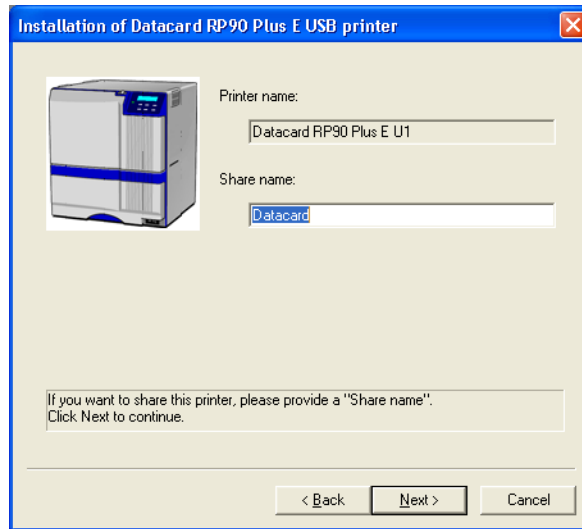 Installation of Datacard RP90 Plus E USB printer
Printer name:
Datacard RP90 Plus E U1
Share name:
Datacard
If you want to share this printer, please provide a "Share name".
Click Next to continue.
< Back
Next >
Cancel